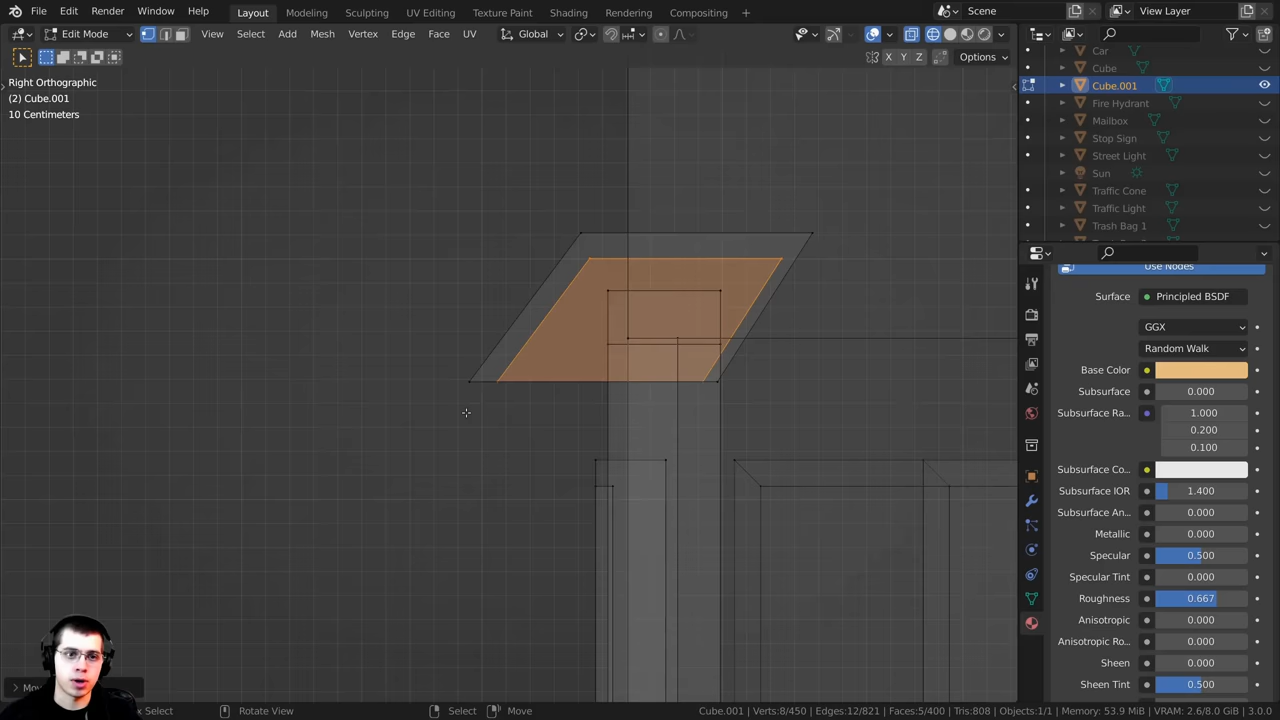 File Edit Render Window Help Layout Modeling Sculpting UV Editing Texture Paint Shading Rendering Compositing Scene View Layer
Edit Mode View Select Add Mesh Vertex Edge Face UV Global
X Y Z Options
Right Orthographic
(2) Cube.001
10 Centimeters
Car
Cube
Cube.001
Fire Hydrant
Mailbox
Stop Sign
Street Light
Sun
Traffic Cone
Traffic Light
Trash Bag 1
Use Nodes
Surface Principled BSDF
GGX
Random Walk
Base Color
Subsurface 0.000
Subsurface Ra... 1.000
0.200
0.100
Subsurface Co...
Subsurface IOR 1.400
Subsurface An... 0.000
Metallic 0.000
Specular 0.500
Specular Tint 0.000
Roughness 0.667
Anisotropic 0.000
Anisotropic Ro... 0.000
Sheen 0.000
Sheen Tint 0.500
Select Rotate View Select Move Cube.001 | Verts:8/450 | Edges:12/821 | Faces:5/400 | Tris:808 | Objects:1/1 | Memory: 53.9 MiB | VRAM: 2.6/8.0 GiB | 3.0.0